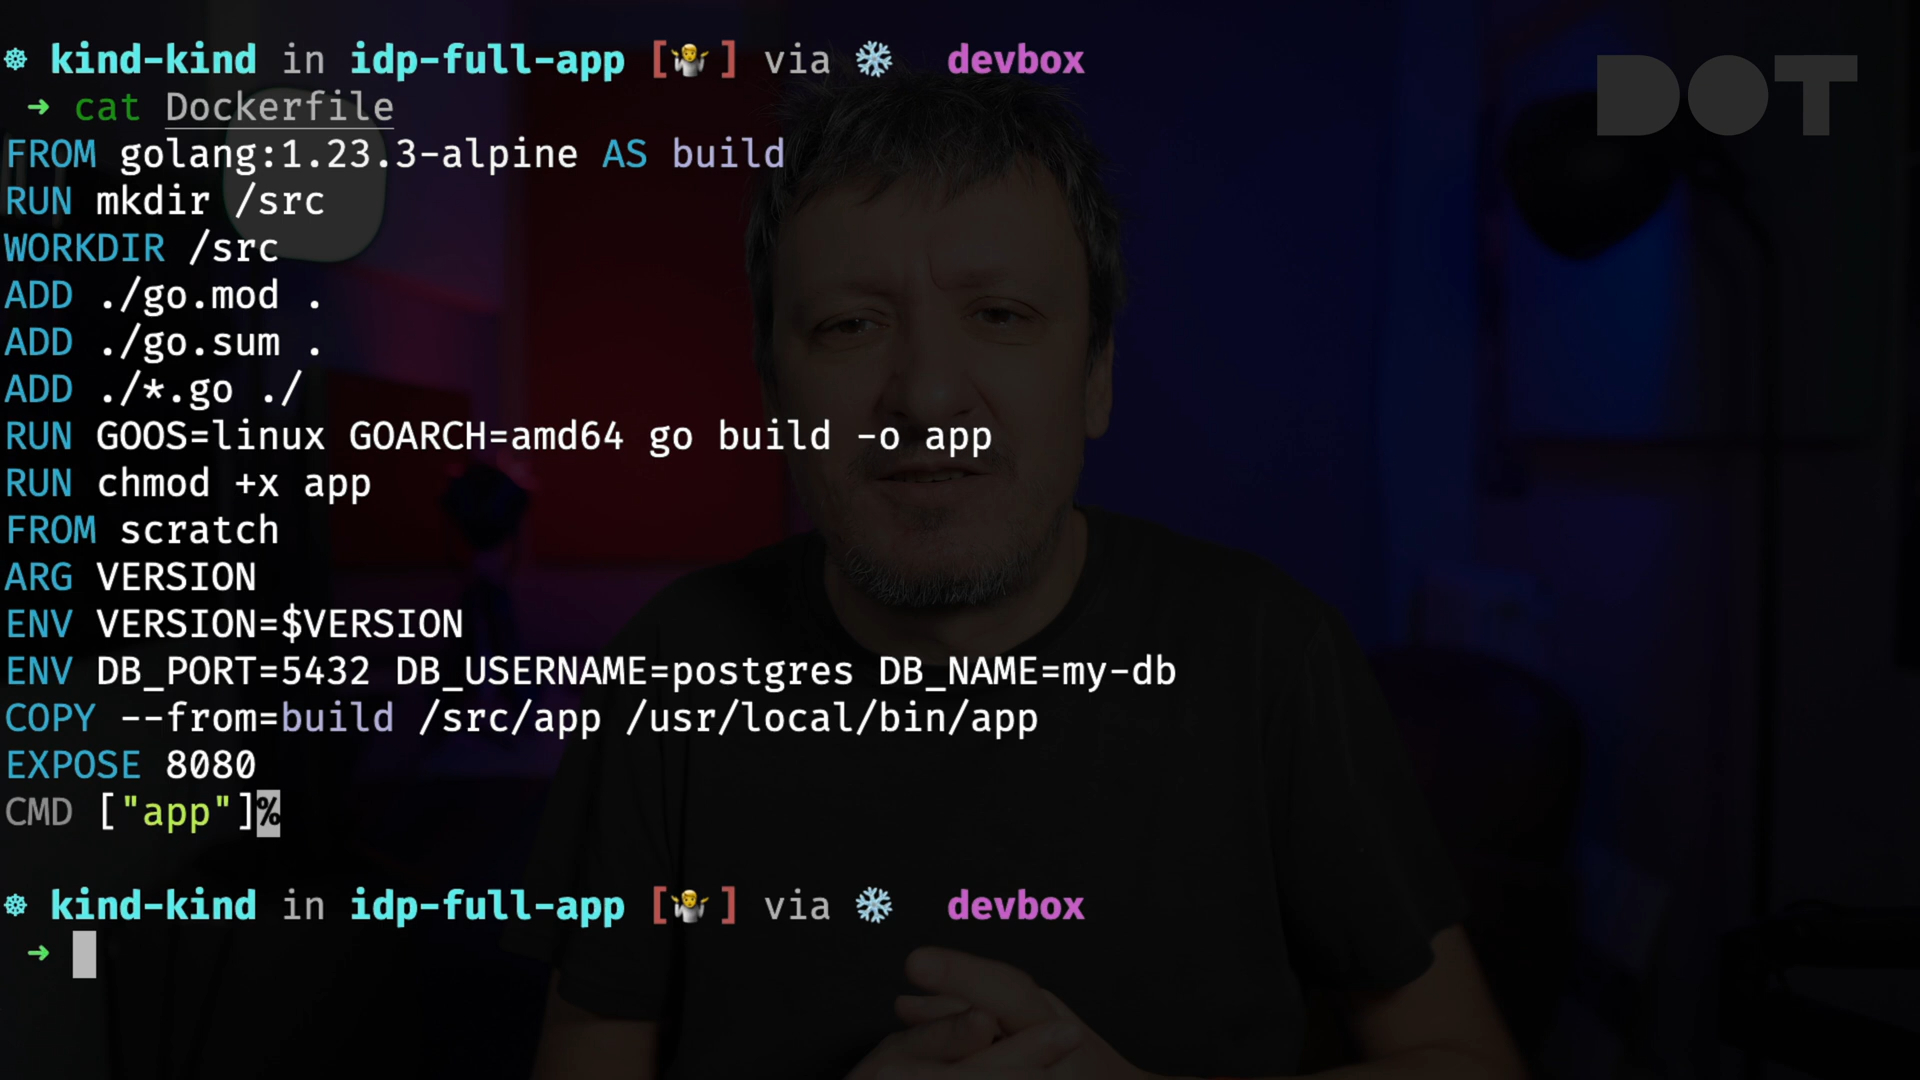 ☸ kind-kind in idp-full-app [🤷‍♂️] via ❄️ devbox
DOT
➜ cat Dockerfile
FROM golang:1.23.3-alpine AS build
RUN mkdir /src
WORKDIR /src
ADD ./go.mod .
ADD ./go.sum .
ADD ./*.go ./
RUN GOOS=linux GOARCH=amd64 go build -o app
RUN chmod +x app
FROM scratch
ARG VERSION
ENV VERSION=$VERSION
ENV DB_PORT=5432 DB_USERNAME=postgres DB_NAME=my-db
COPY --from=build /src/app /usr/local/bin/app
EXPOSE 8080
CMD ["app"]%
☸ kind-kind in idp-full-app [🤷‍♂️] via ❄️ devbox
➜